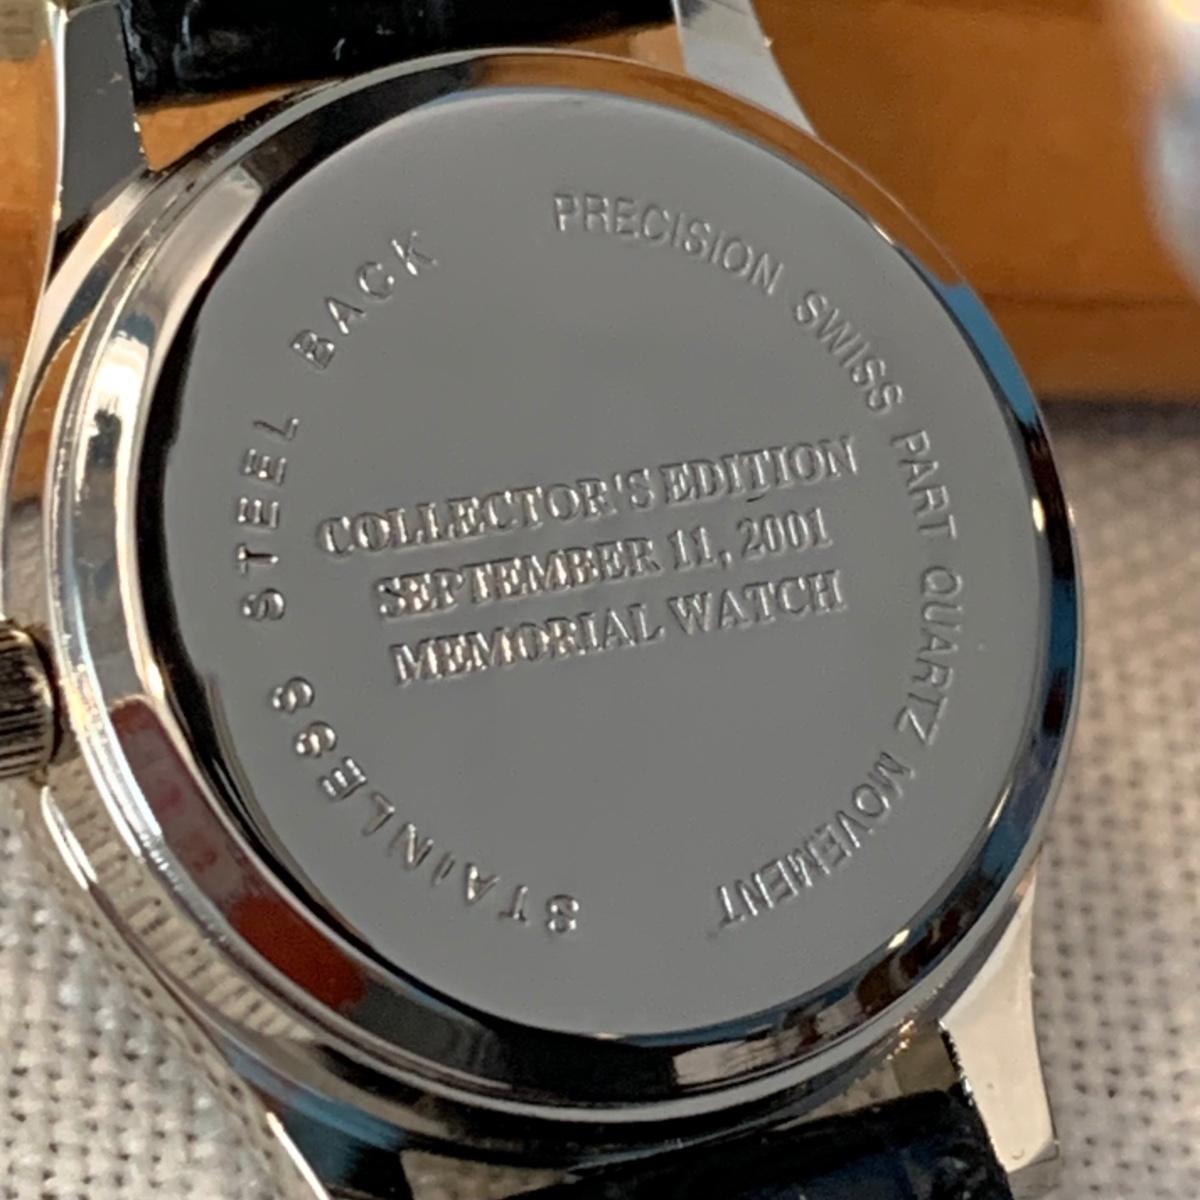 STAINLESS STEEL BACK
PRECISION SWISS PART QUARTZ MOVEMENT
COLLECTOR'S EDITION
SEPTEMBER 11, 2001
MEMORIAL WATCH